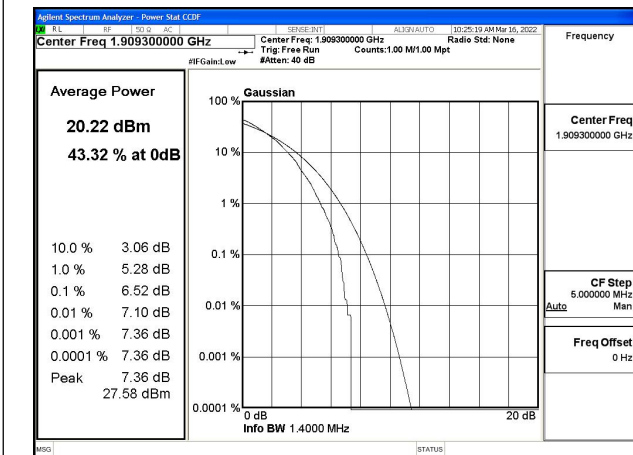 Agilent Spectrum Analyzer - Power Stat CCDF
RL RF 50 Ω AC SENSE:INT ALIGN AUTO 10:25:19 AM Mar 16, 2022
Center Freq 1.909300000 GHz
Center Freq: 1.909300000 GHz Radio Std: None
Trig: Free Run Counts:1.00 M/1.00 Mpt
#IFGain:Low #Atten: 40 dB
Frequency
Average Power
20.22 dBm
43.32 % at 0dB
10.0 % 3.06 dB
1.0 % 5.28 dB
0.1 % 6.52 dB
0.01 % 7.10 dB
0.001 % 7.36 dB
0.0001 % 7.36 dB
Peak 7.36 dB
27.58 dBm
Gaussian
100 %
10 %
1 %
0.1 %
0.01 %
0.001 %
0.0001 %
0 dB 20 dB
Info BW 1.4000 MHz
Center Freq
1.909300000 GHz
CF Step
5.000000 MHz
Auto Man
Freq Offset
0 Hz
MSG STATUS